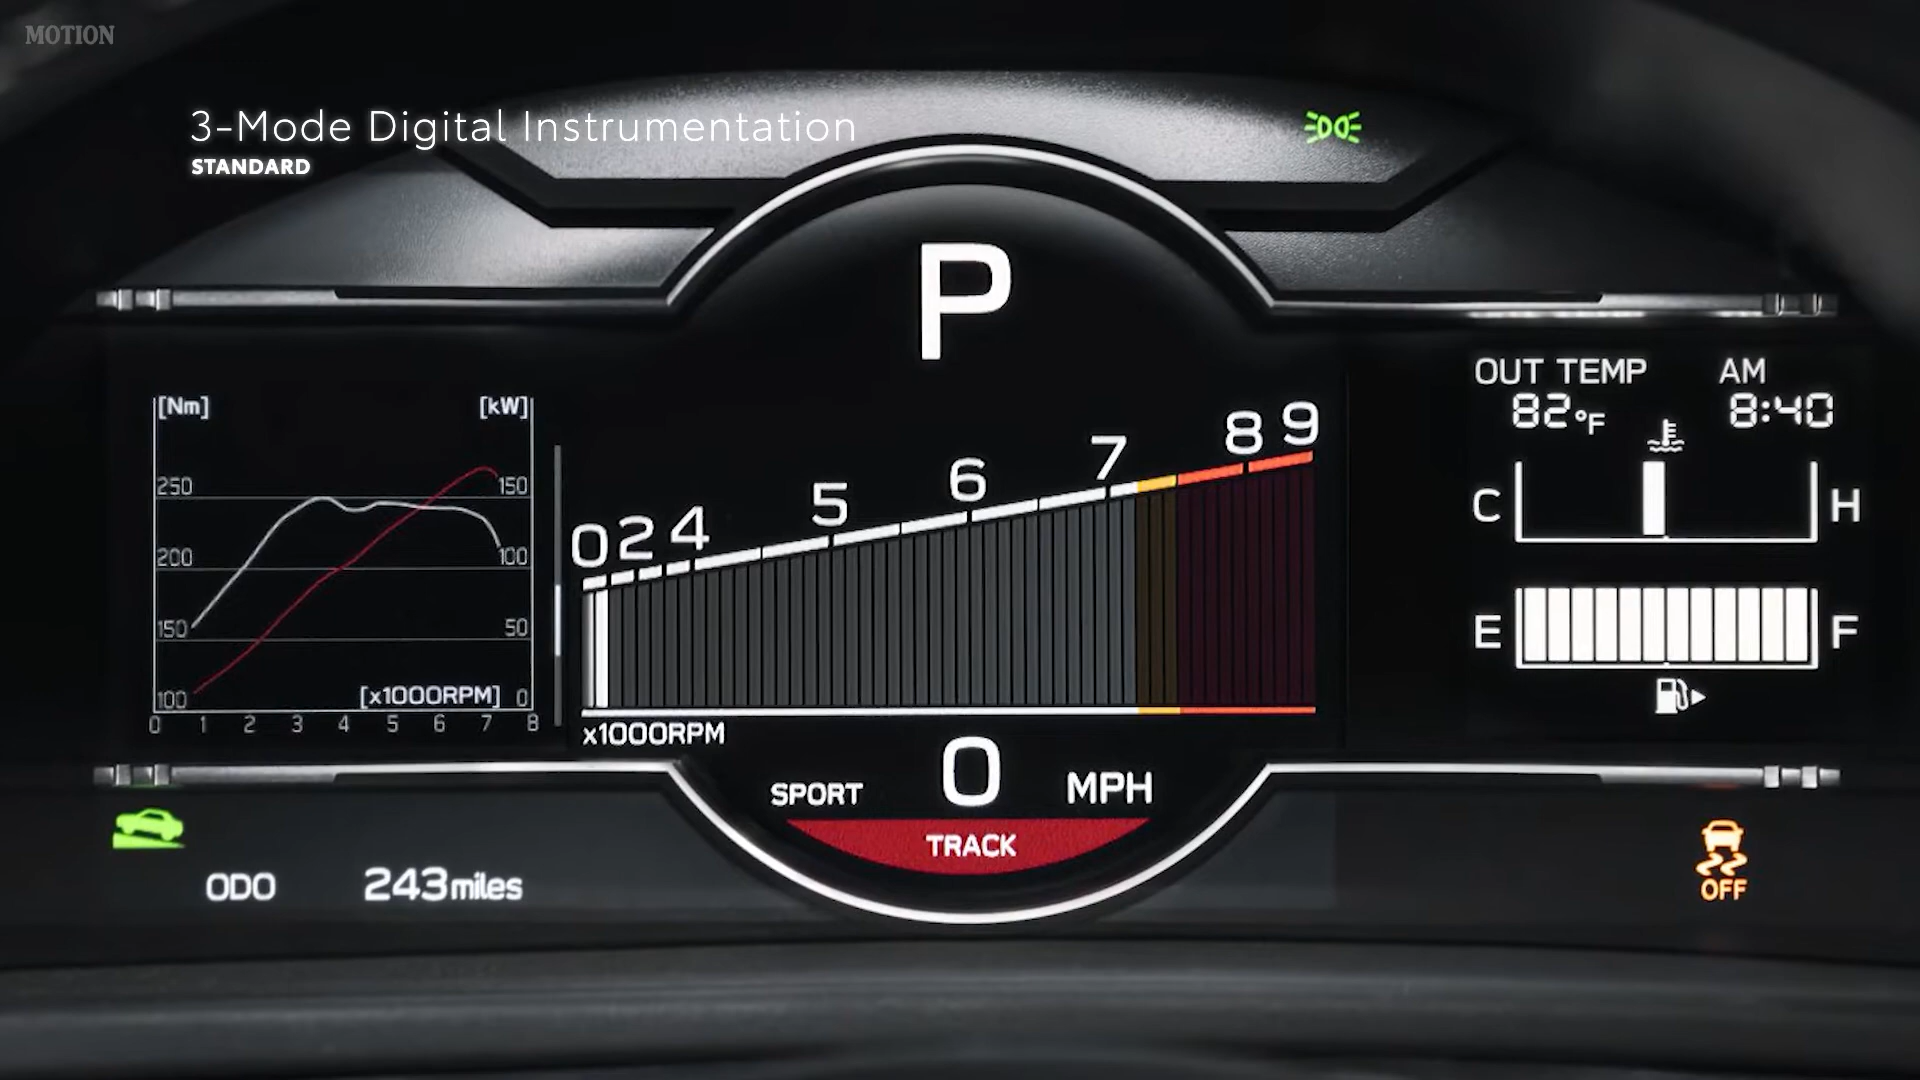 MOTION
3-Mode Digital Instrumentation
STANDARD
P
[Nm] [kW]
250 150
200 100
150 50
100 [x1000RPM] 0
0 1 2 3 4 5 6 7 8
0 2 4 5 6 7 8 9
x1000RPM
SPORT 0 MPH
TRACK
OUT TEMP AM
82°F 8:40
C H
E F
ODO 243 miles
OFF